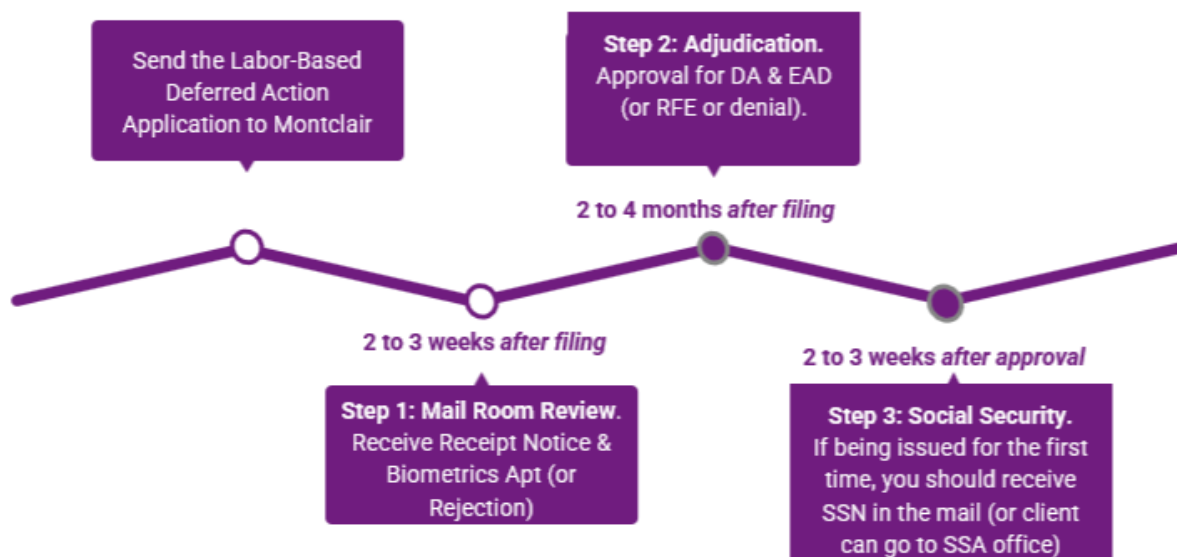 Send the Labor-Based
Deferred Action
Application to Montclair
2 to 3 weeks after filing
Step 1: Mail Room Review.
Receive Receipt Notice &
Biometrics Apt (or
Rejection)
Step 2: Adjudication.
Approval for DA & EAD
(or RFE or denial).
2 to 4 months after filing
2 to 3 weeks after approval
Step 3: Social Security.
If being issued for the first
time, you should receive
SSN in the mail (or client
can go to SSA office)